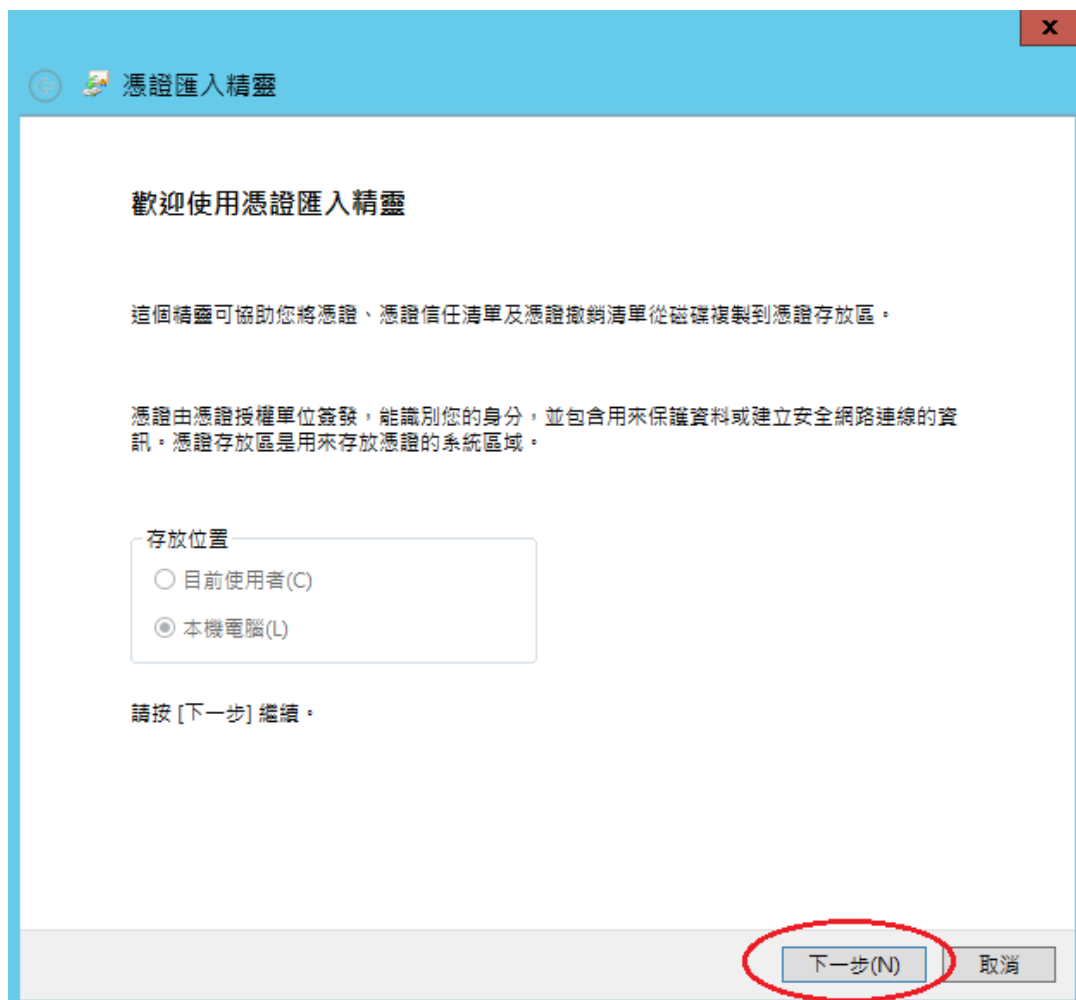 x
憑證匯入精靈
歡迎使用憑證匯入精靈
這個精靈可協助您將憑證、憑證信任清單及憑證撤銷清單從磁碟複製到憑證存放區。
憑證由憑證授權單位簽發，能識別您的身分，並包含用來保護資料或建立安全網路連線的資
訊。憑證存放區是用來存放憑證的系統區域。
存放位置
目前使用者(C)
本機電腦(L)
請按 [下一步] 繼續。
下一步(N) 取消